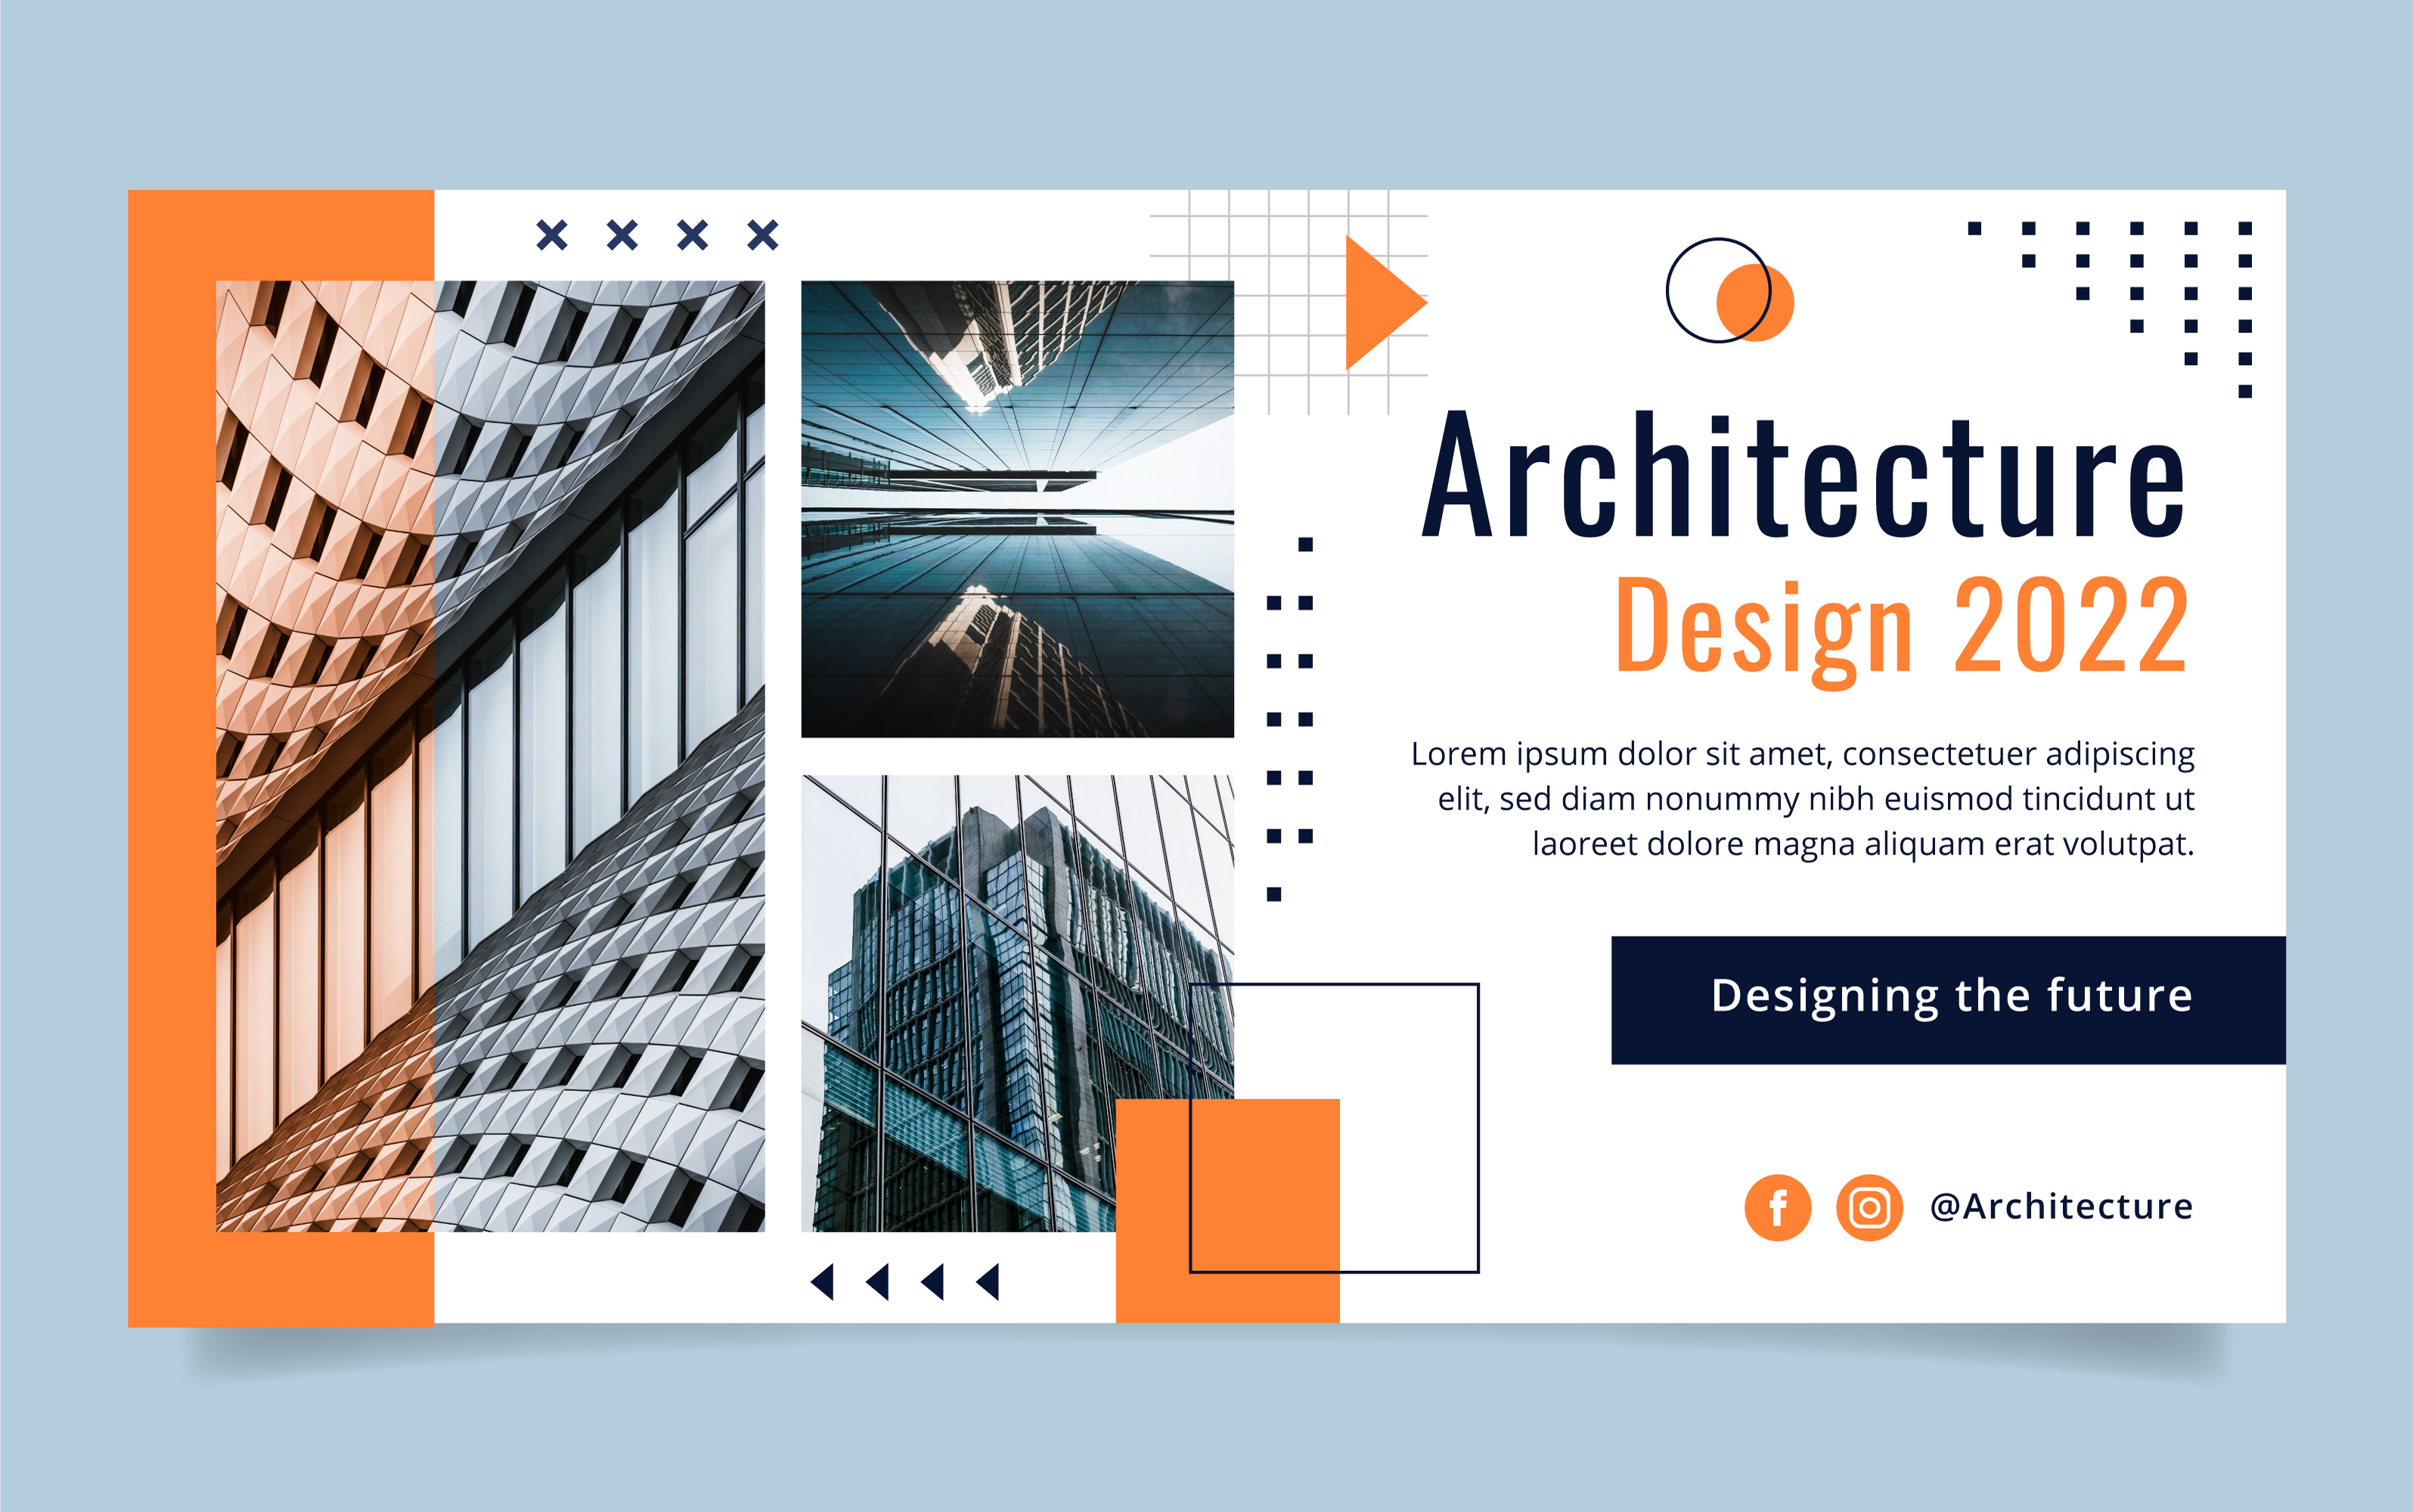 Architecture
Design 2022
Lorem ipsum dolor sit amet, consectetuer adipiscing
elit, sed diam nonummy nibh euismod tincidunt ut
laoreet dolore magna aliquam erat volutpat.
Designing the future
@Architecture